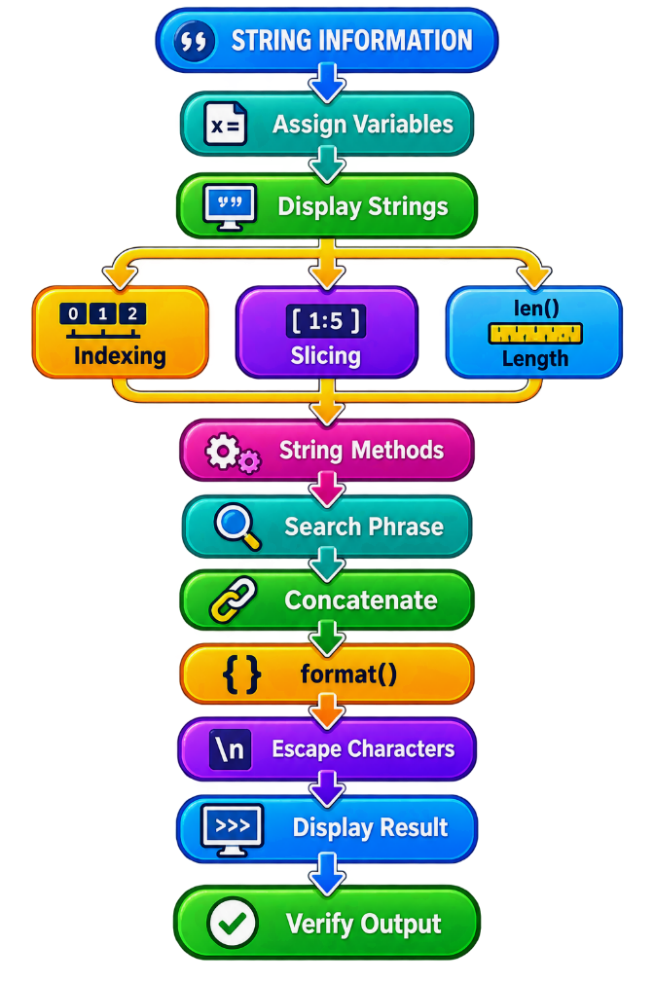 STRING INFORMATION
x= Assign Variables
Display Strings
0 1 2
Indexing
[ 1:5 ]
Slicing
len()
Length
String Methods
Search Phrase
Concatenate
{} format()
\n Escape Characters
>>> Display Result
Verify Output